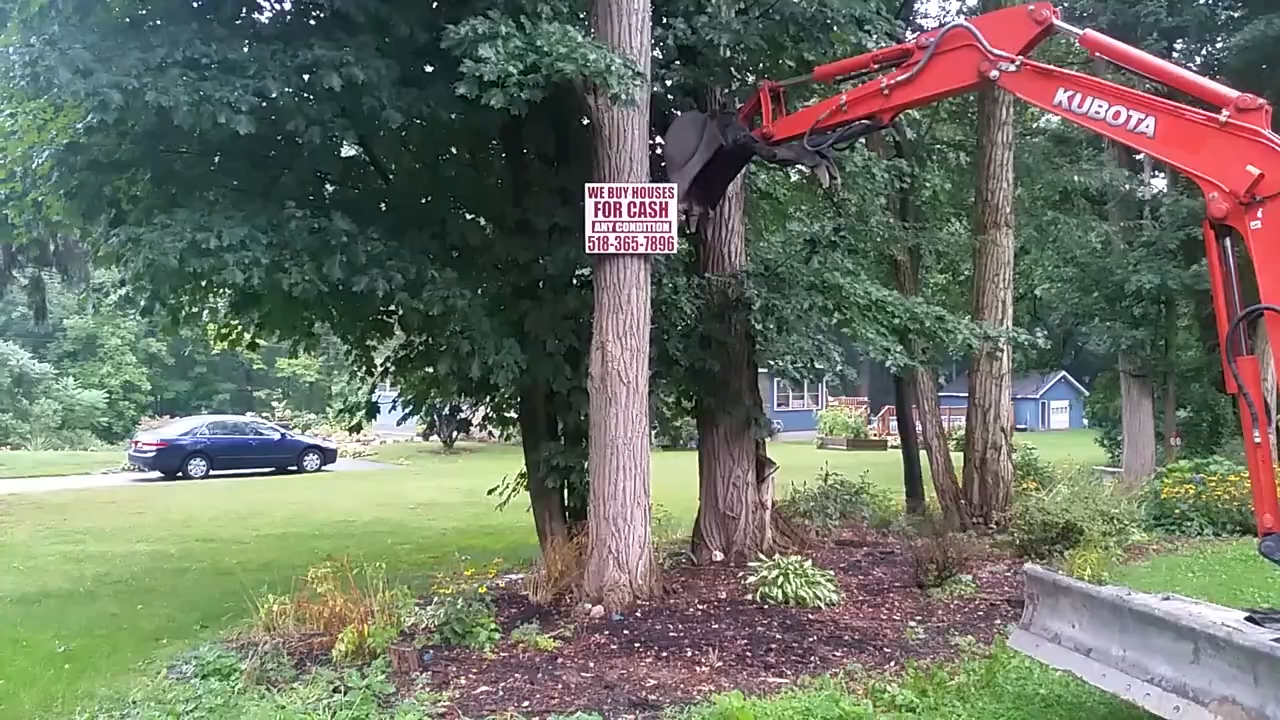 WE BUY HOUSES
FOR CASH
ANY CONDITION
518-365-7896
KUBOTA